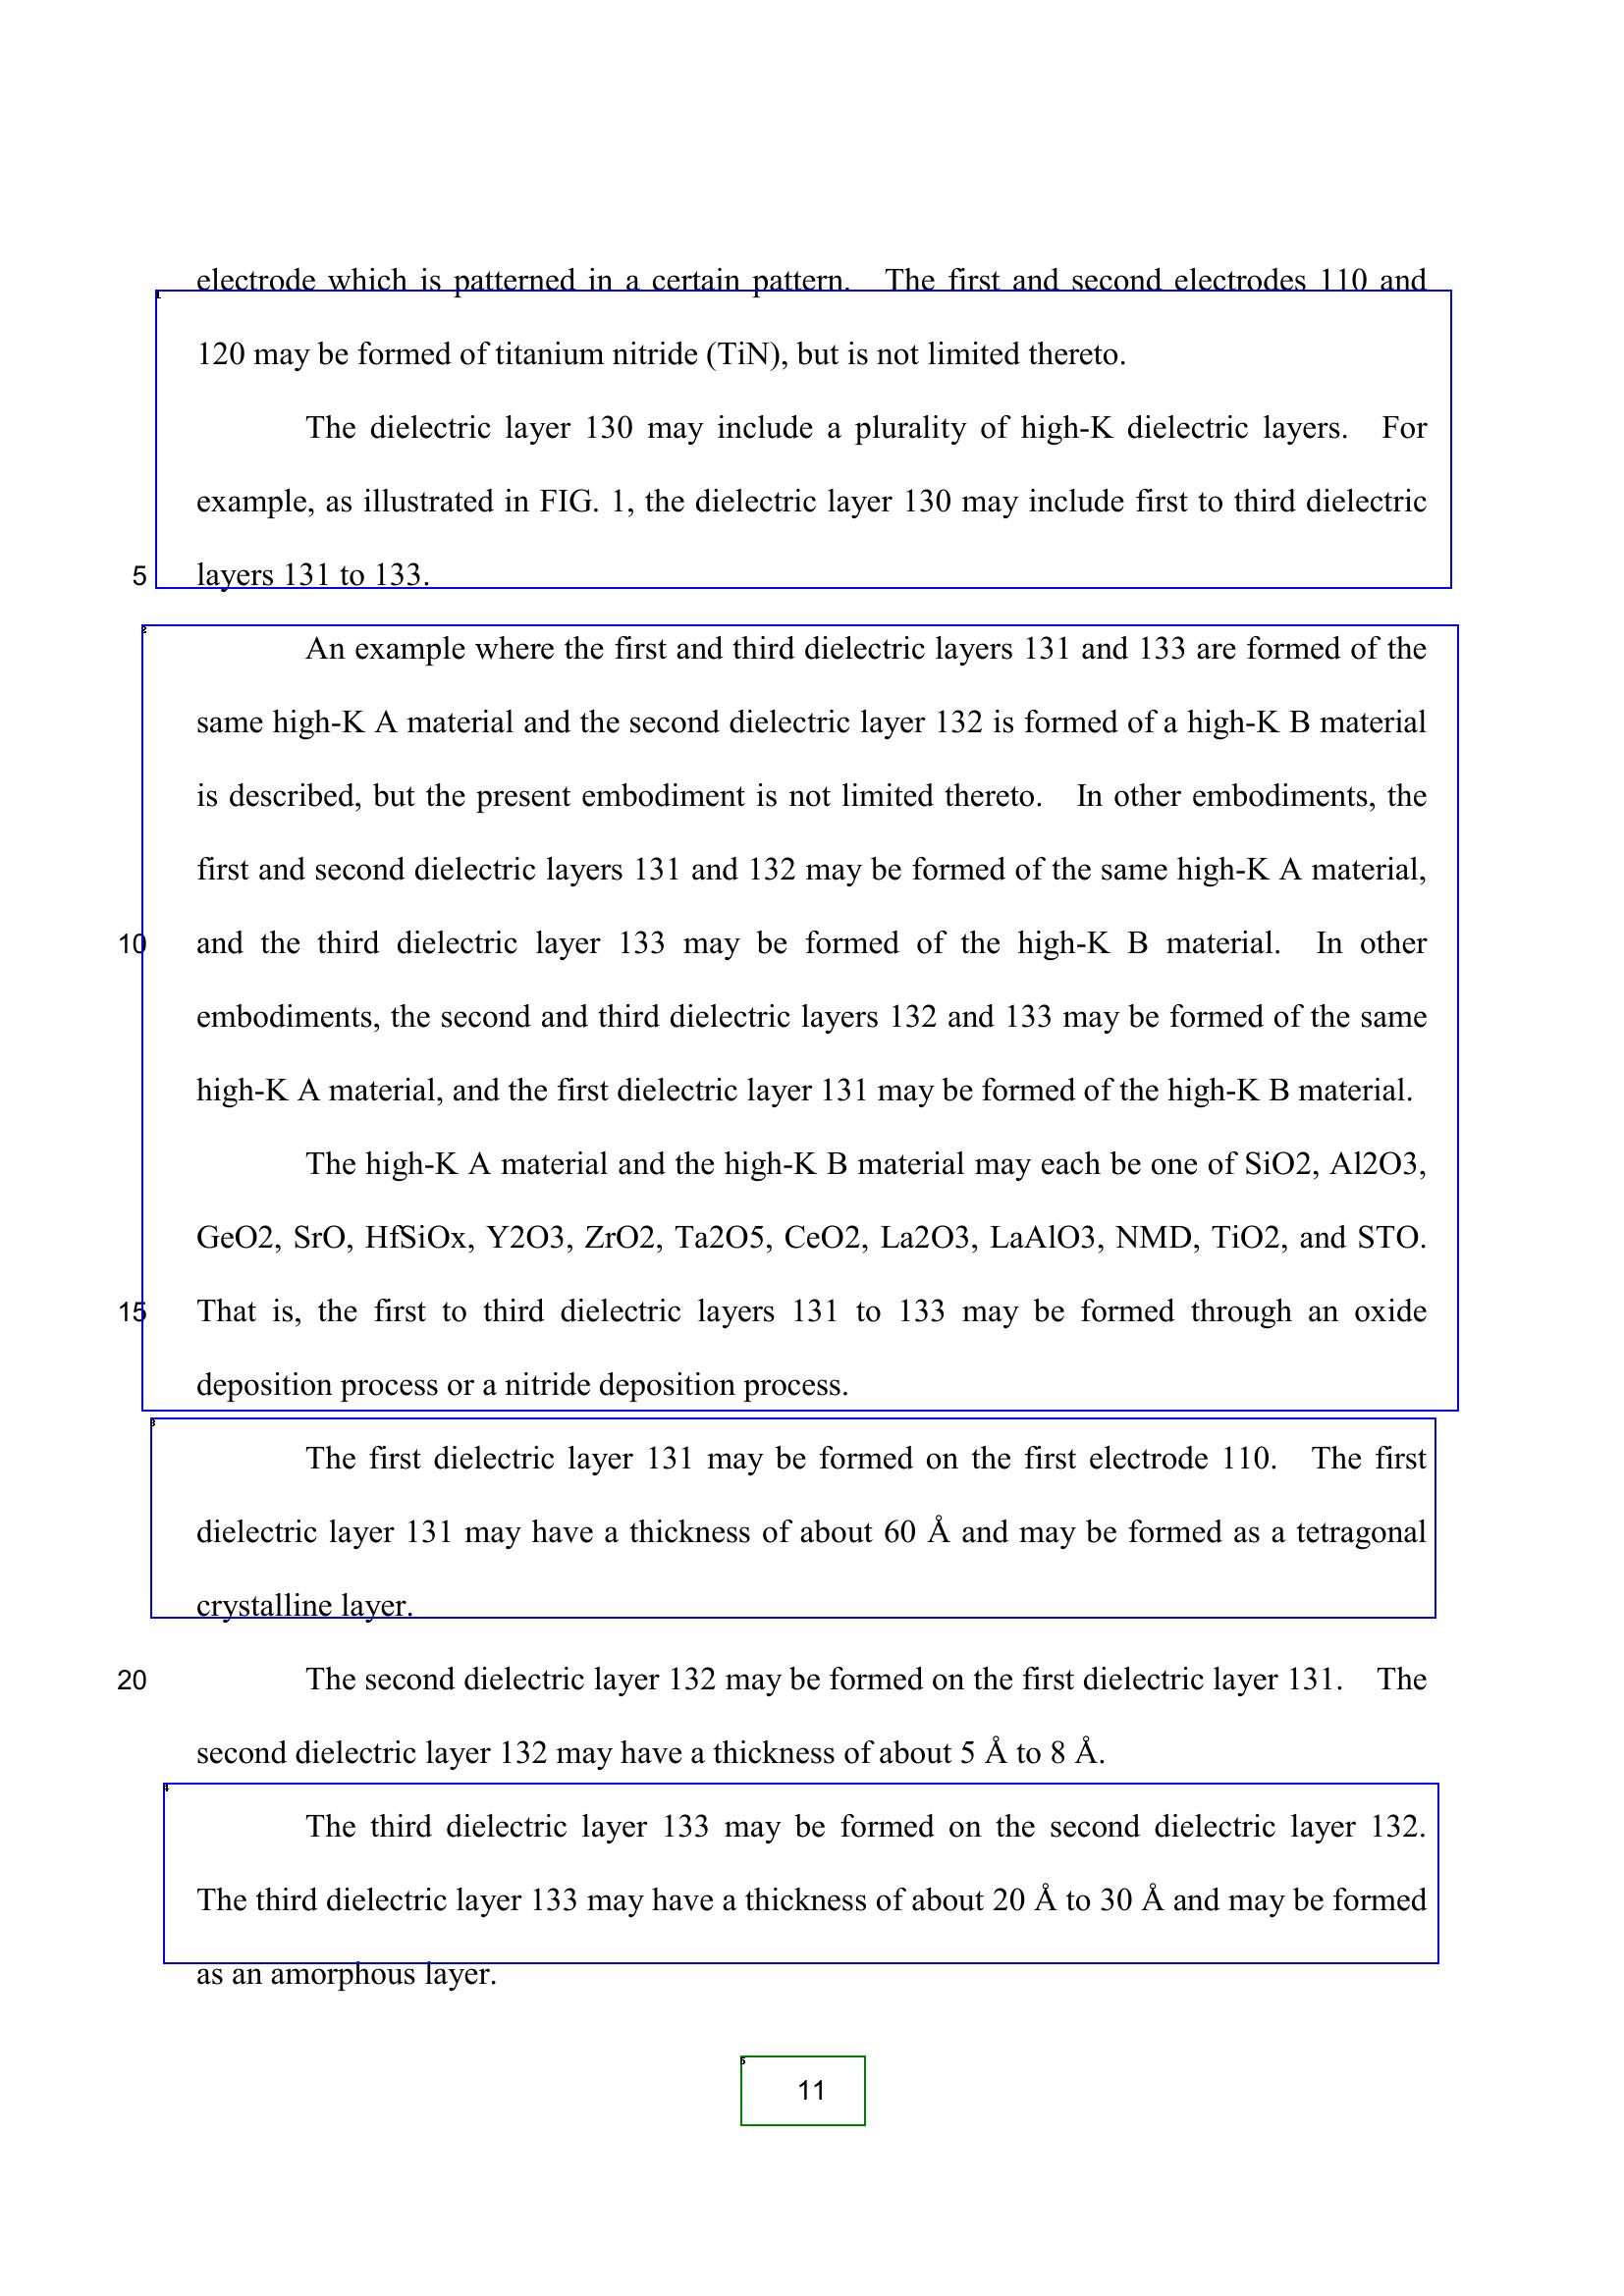 electrode which is patterned in a certain pattern. The first and second electrodes 110 and
1
120 may be formed of titanium nitride (TiN), but is not limited thereto.
The dielectric layer 130 may include a plurality of high-K dielectric layers. For
example, as illustrated in FIG. 1, the dielectric layer 130 may include first to third dielectric
5 layers 131 to 133.
2
An example where the first and third dielectric layers 131 and 133 are formed of the
same high-K A material and the second dielectric layer 132 is formed of a high-K B material
is described, but the present embodiment is not limited thereto. In other embodiments, the
first and second dielectric layers 131 and 132 may be formed of the same high-K A material,
10 and the third dielectric layer 133 may be formed of the high-K B material. In other
embodiments, the second and third dielectric layers 132 and 133 may be formed of the same
high-K A material, and the first dielectric layer 131 may be formed of the high-K B material.
The high-K A material and the high-K B material may each be one of SiO2, Al2O3,
GeO2, SrO, HfSiOx, Y2O3, ZrO2, Ta2O5, CeO2, La2O3, LaAlO3, NMD, TiO2, and STO.
15 That is, the first to third dielectric layers 131 to 133 may be formed through an oxide
deposition process or a nitride deposition process.
3
The first dielectric layer 131 may be formed on the first electrode 110. The first
dielectric layer 131 may have a thickness of about 60 Å and may be formed as a tetragonal
crystalline layer.
20 The second dielectric layer 132 may be formed on the first dielectric layer 131. The
second dielectric layer 132 may have a thickness of about 5 Å to 8 Å.
4
The third dielectric layer 133 may be formed on the second dielectric layer 132.
The third dielectric layer 133 may have a thickness of about 20 Å to 30 Å and may be formed
as an amorphous layer.
5
11